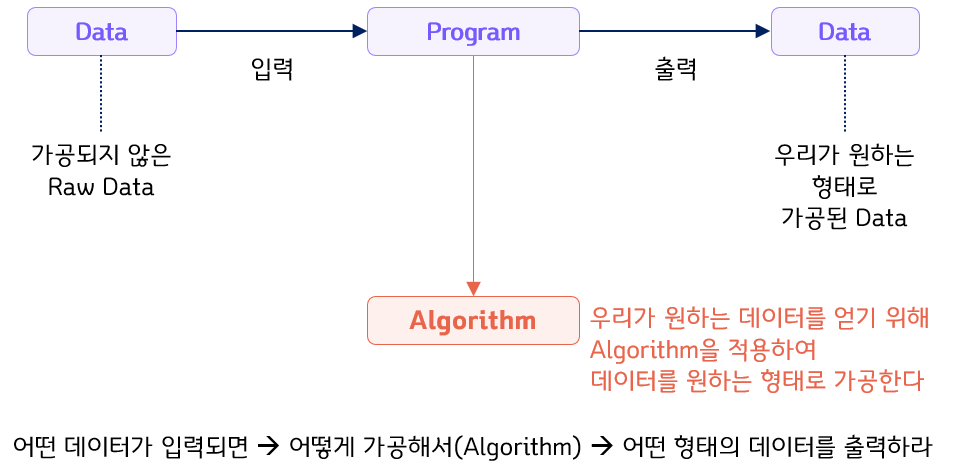 Data
Program
Data
입력
출력
가공되지 않은
Raw Data
우리가 원하는
형태로
가공된 Data
Algorithm
우리가 원하는 데이터를 얻기 위해
Algorithm을 적용하여
데이터를 원하는 형태로 가공한다
어떤 데이터가 입력되면 → 어떻게 가공해서(Algorithm) → 어떤 형태의 데이터를 출력하라